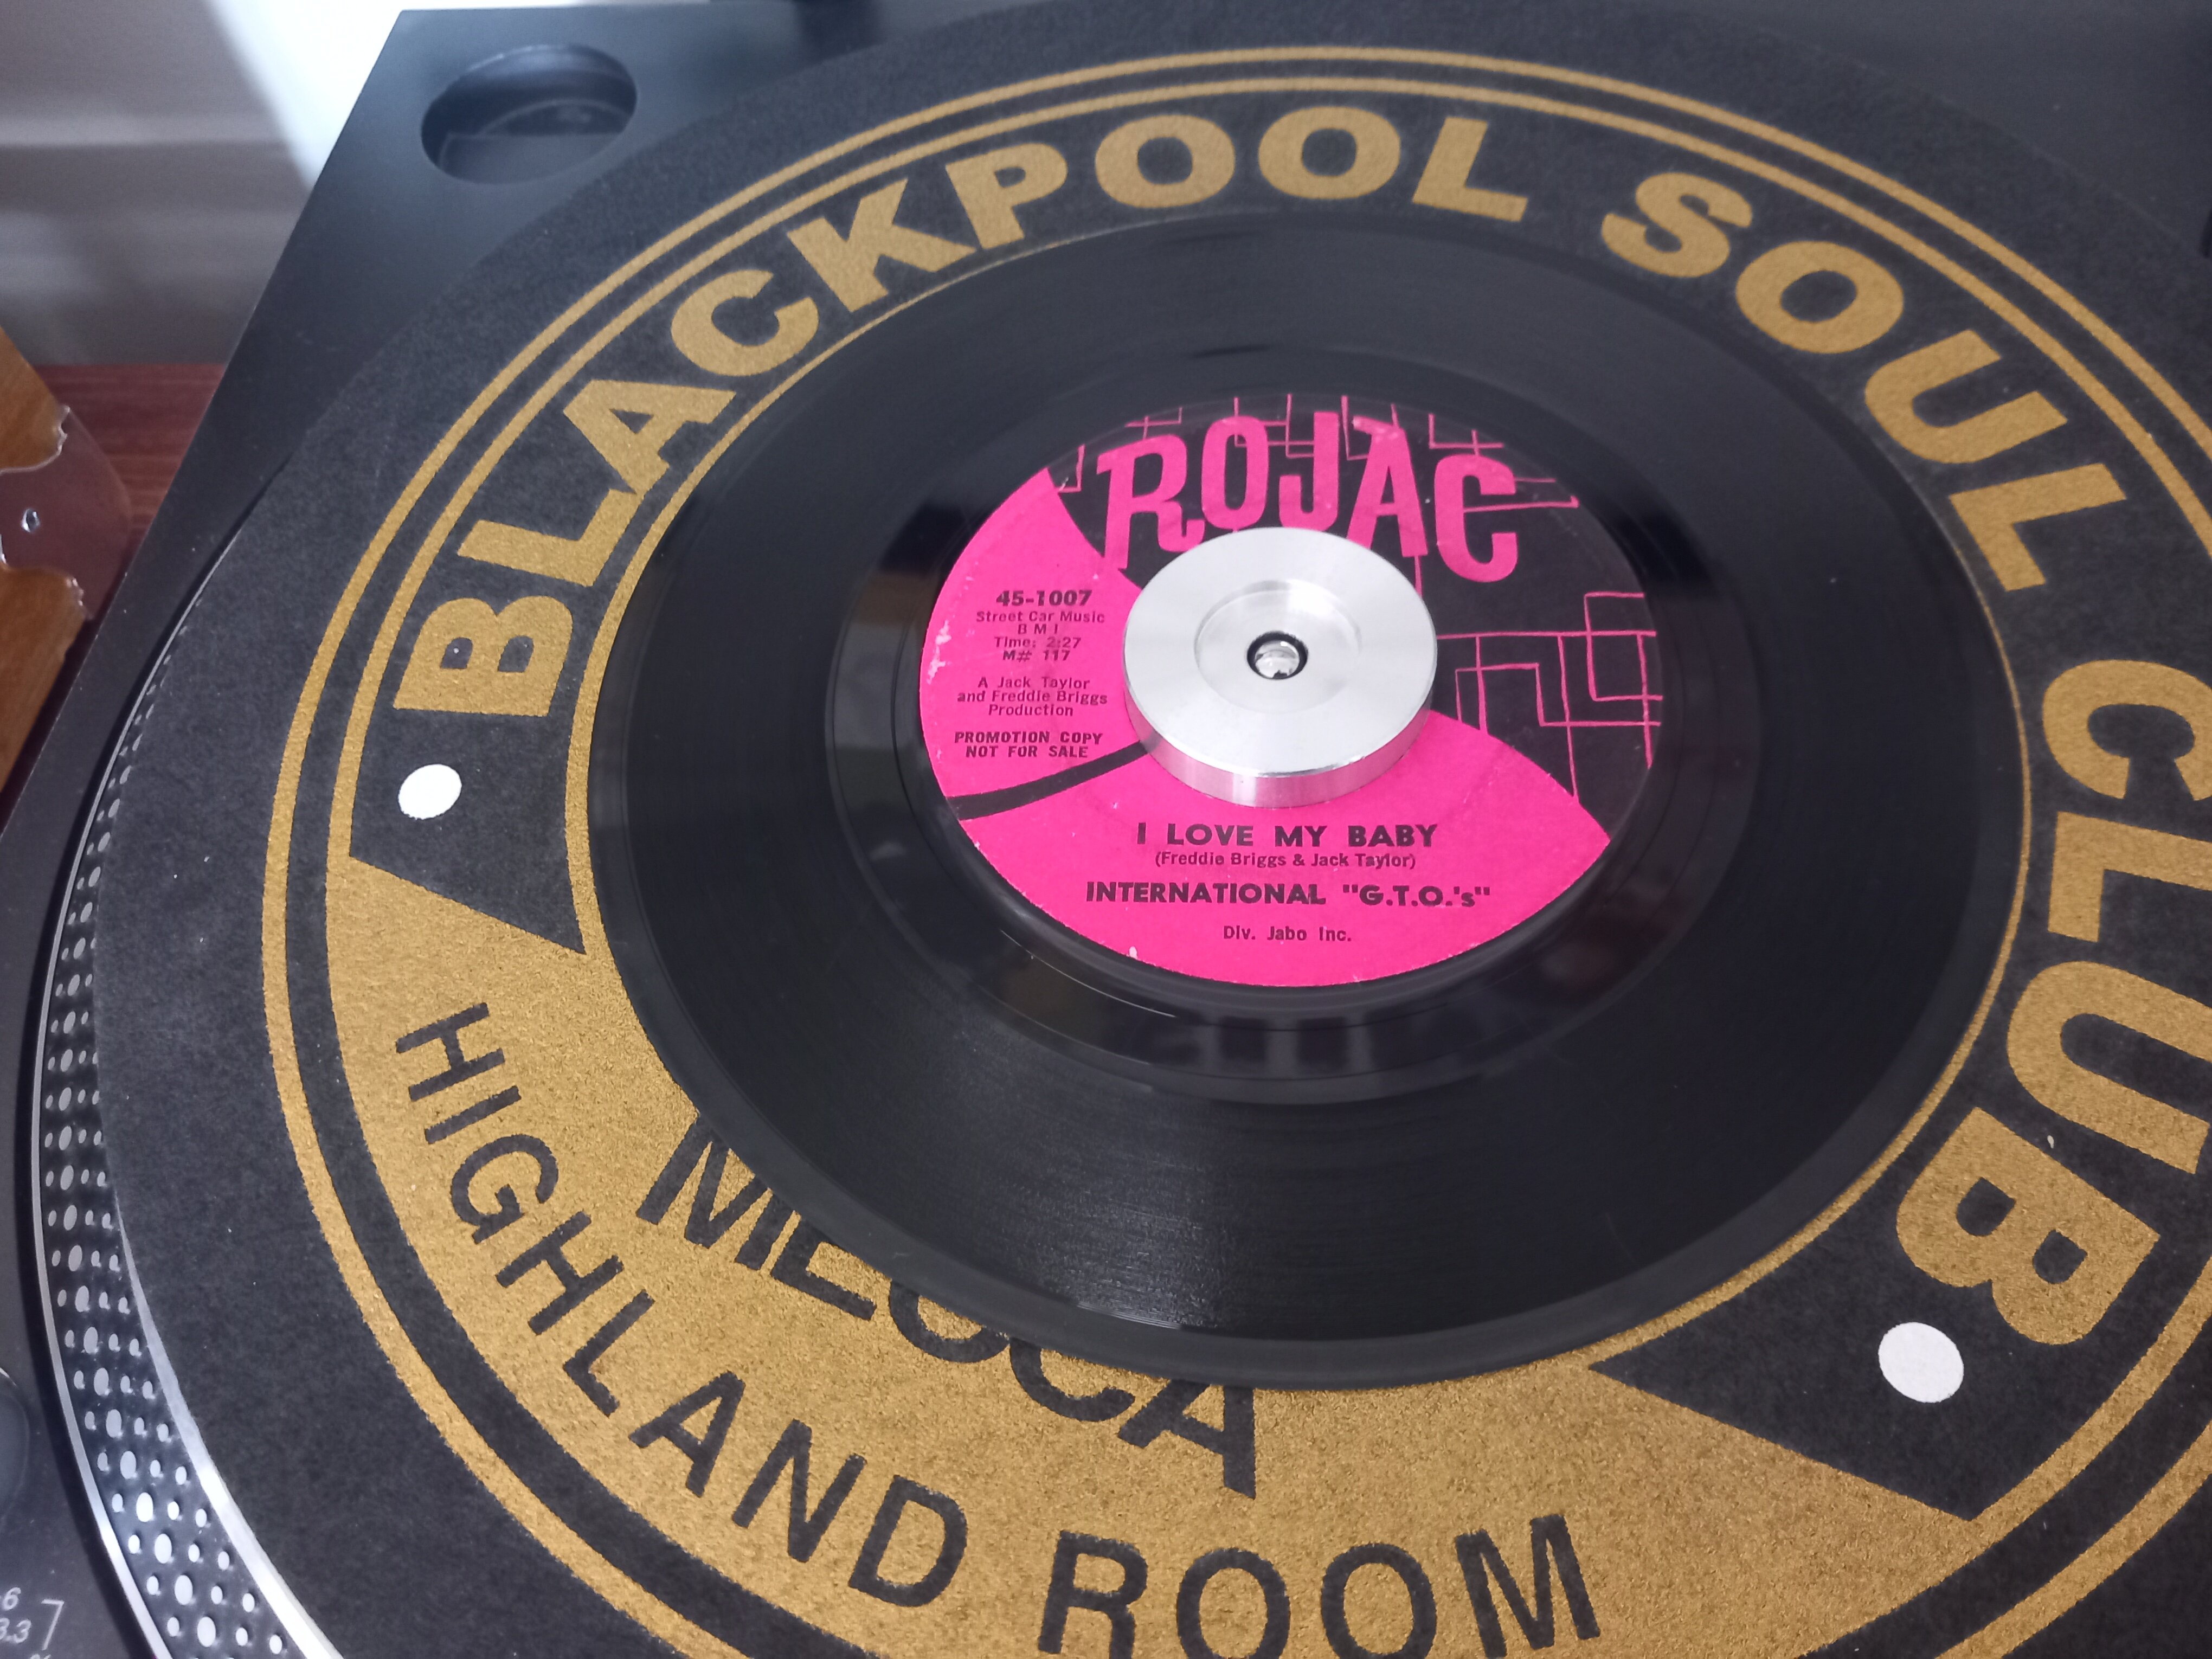 BLACKPOOL SOUL CLUB
ROJAC
45-1007
Street Car Music
B M I
Time: 2:27
M# 117
A Jack Taylor
and Freddie Briggs
Production
PROMOTION COPY
NOT FOR SALE
I LOVE MY BABY
(Freddie Briggs & Jack Taylor)
INTERNATIONAL "G.T.O.'s"
Div. Jabo Inc.
MECCA
HIGHLAND ROOM